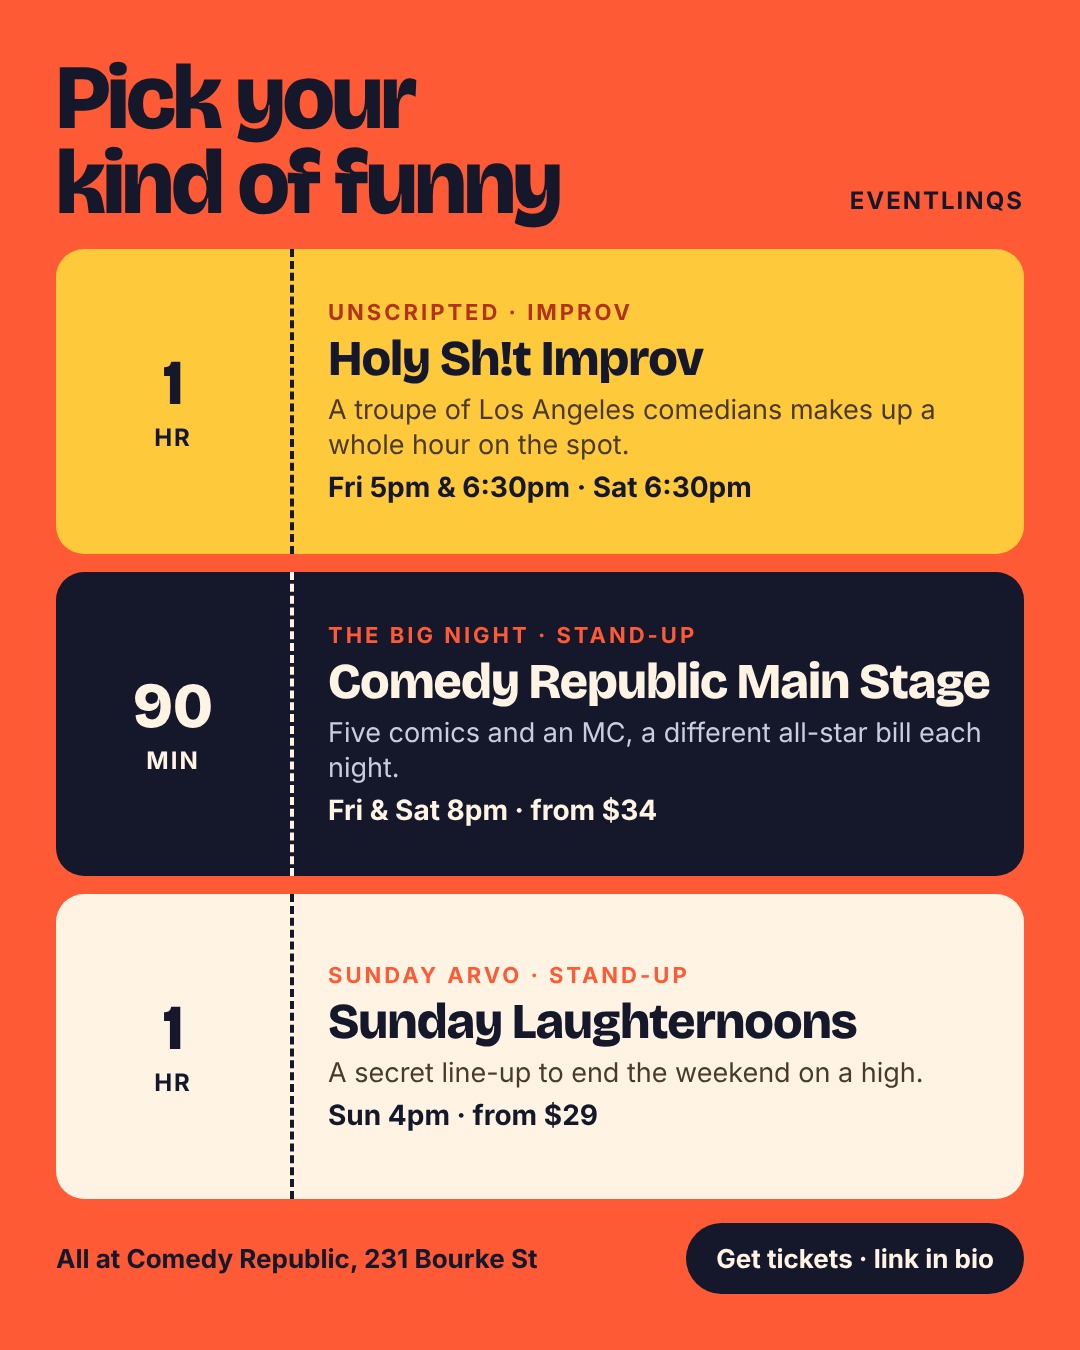 Pick your
kind of funny
EVENTLINQS
1
HR
UNSCRIPTED · IMPROV
Holy Sh!t Improv
A troupe of Los Angeles comedians makes up a
whole hour on the spot.
Fri 5pm & 6:30pm · Sat 6:30pm
90
MIN
THE BIG NIGHT · STAND-UP
Comedy Republic Main Stage
Five comics and an MC, a different all-star bill each
night.
Fri & Sat 8pm · from $34
1
HR
SUNDAY ARVO · STAND-UP
Sunday Laughternoons
A secret line-up to end the weekend on a high.
Sun 4pm · from $29
All at Comedy Republic, 231 Bourke St
Get tickets · link in bio